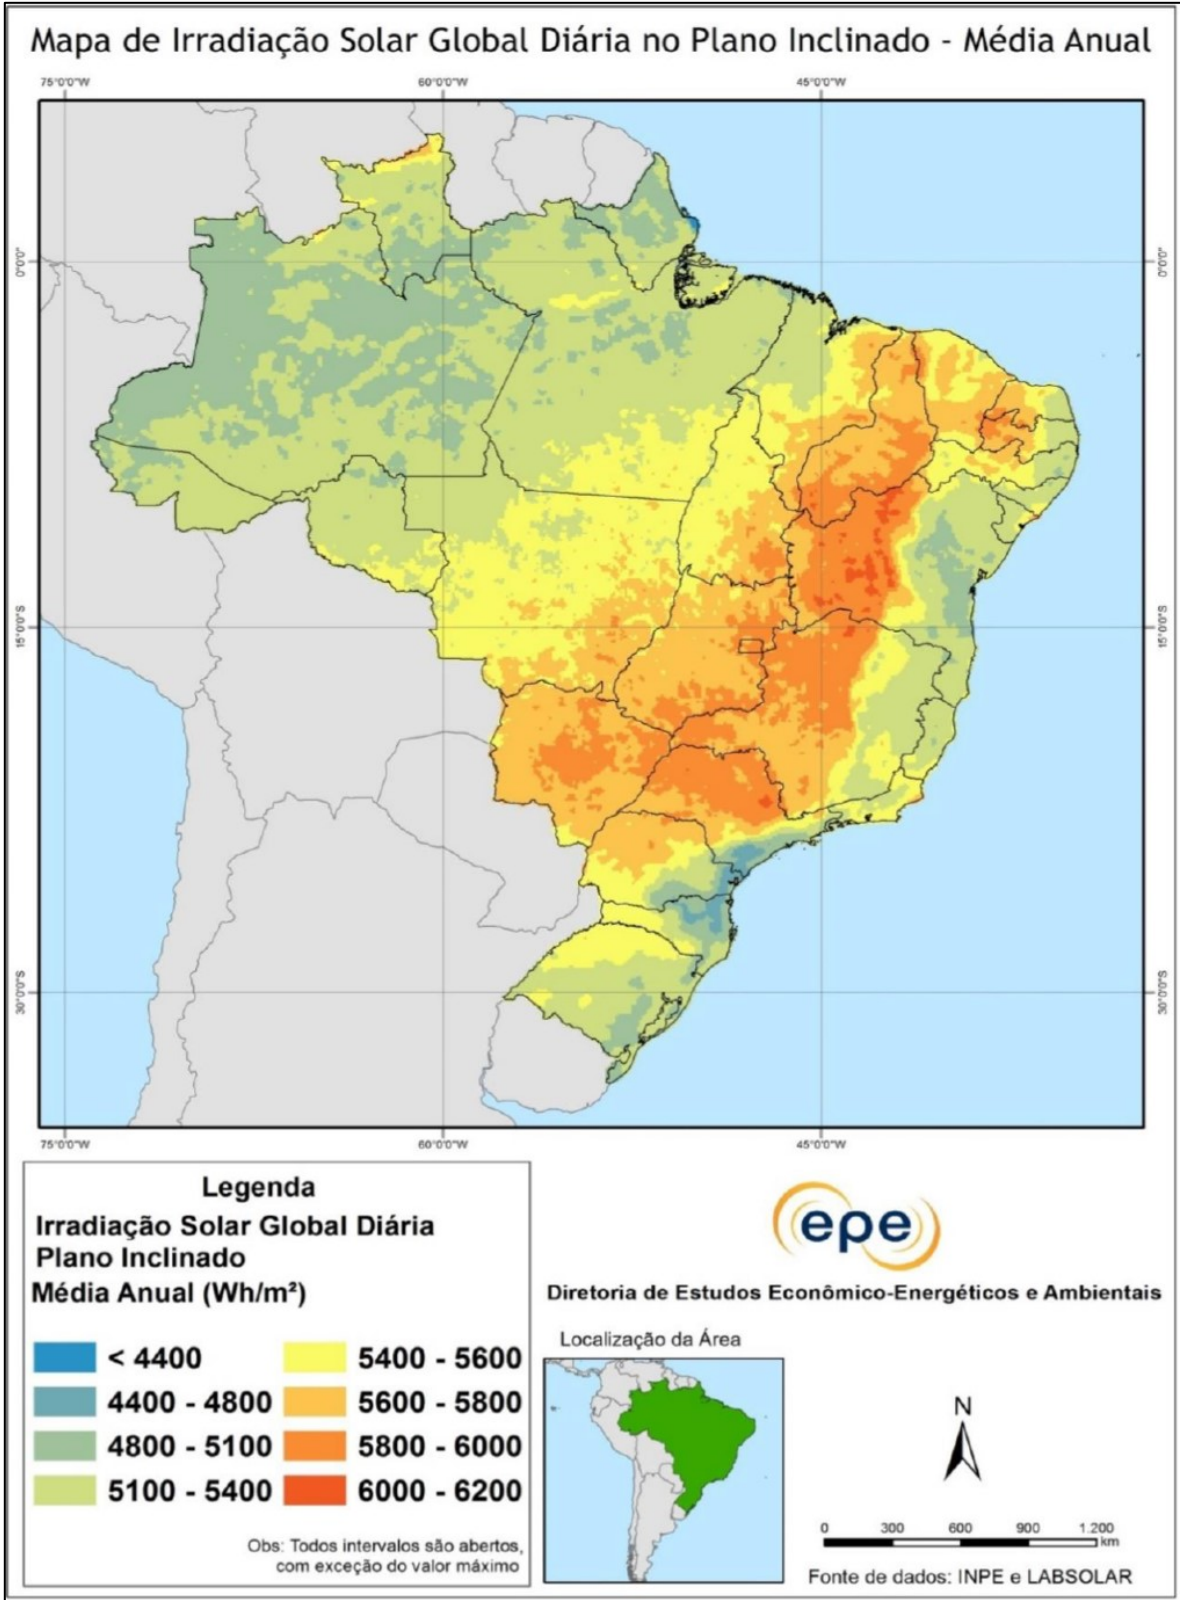 Mapa de Irradiação Solar Global Diária no Plano Inclinado - Média Anual
75°0'0"W 60°0'0"W 45°0'0"W
0°0'0" 0°0'0"
15°0'0"S 15°0'0"S
30°0'0"S 30°0'0"S
75°0'0"W 60°0'0"W 45°0'0"W
Legenda
Irradiação Solar Global Diária
Plano Inclinado
Média Anual (Wh/m²)
< 4400 5400 - 5600
4400 - 4800 5600 - 5800
4800 - 5100 5800 - 6000
5100 - 5400 6000 - 6200
Obs: Todos intervalos são abertos,
com exceção do valor máximo
epe
Diretoria de Estudos Econômico-Energéticos e Ambientais
Localização da Área
N
0 300 600 900 1.200
km
Fonte de dados: INPE e LABSOLAR